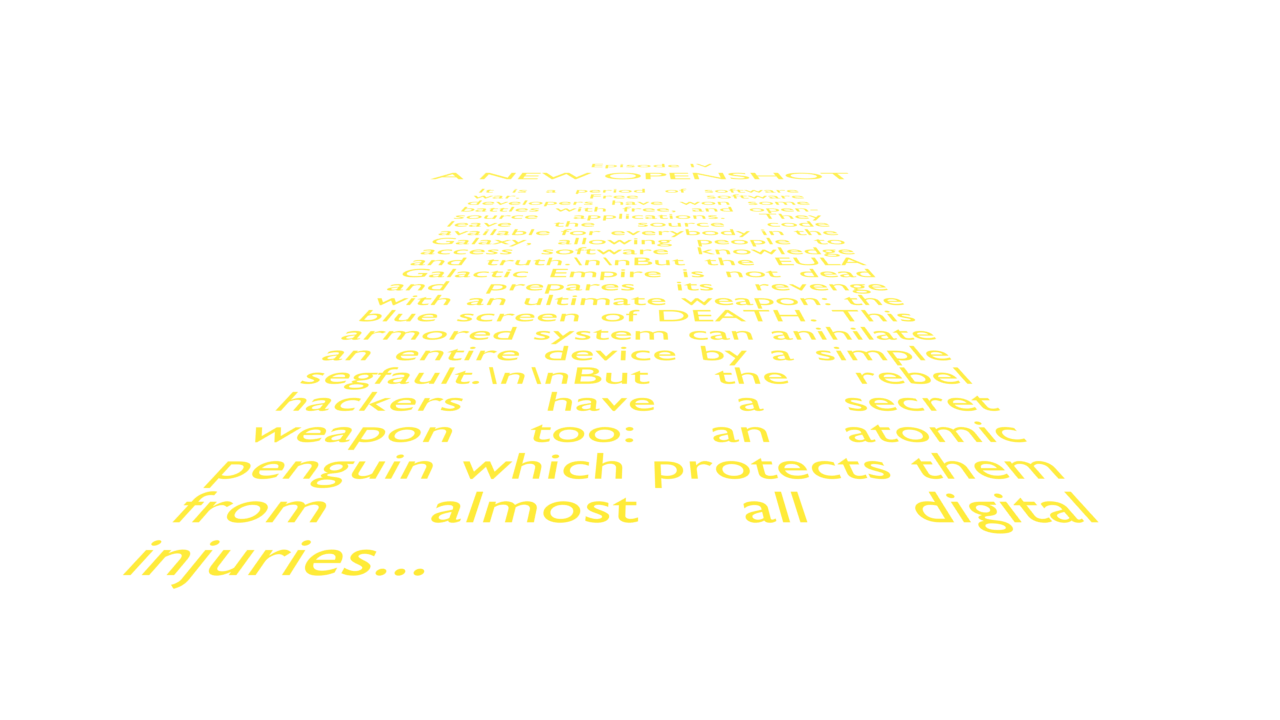 Episode IV
A NEW OPENSHOT
It is a period of software
war. Free software
developers have won some
battles with free, and open-
source applications. They
leave the source code
available for everybody in the
Galaxy, allowing people to
access software knowledge
and truth.\n\nBut the EULA
Galactic Empire is not dead
and prepares its revenge
with an ultimate weapon: the
blue screen of DEATH. This
armored system can anihilate
an entire device by a simple
segfault.\n\nBut the rebel
hackers have a secret
weapon too: an atomic
penguin which protects them
from almost all digital
injuries...